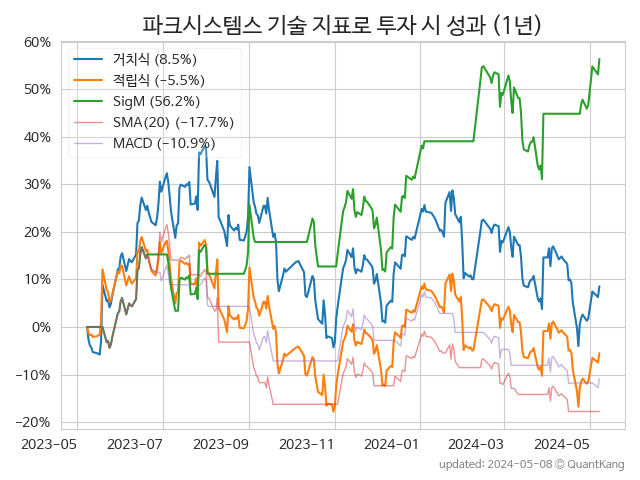 파크시스템스 기술 지표로 투자 시 성과 (1년)
60%
50%
40%
30%
20%
10%
0%
−10%
−20%
거치식 (8.5%)
적립식 (−5.5%)
SigM (56.2%)
SMA(20) (−17.7%)
MACD (−10.9%)
2023-05
2023-07
2023-09
2023-11
2024-01
2024-03
2024-05
updated: 2024-05-08 © QuantKang